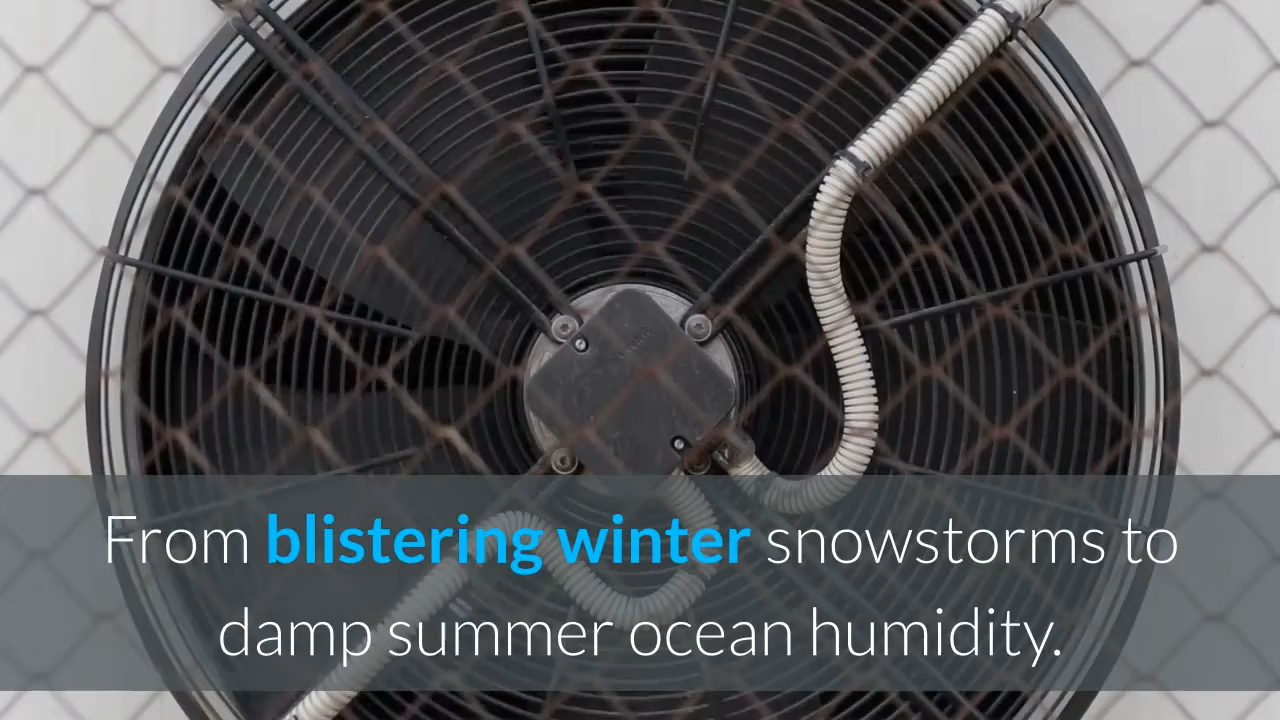 From blistering winter snowstorms to
damp summer ocean humidity.